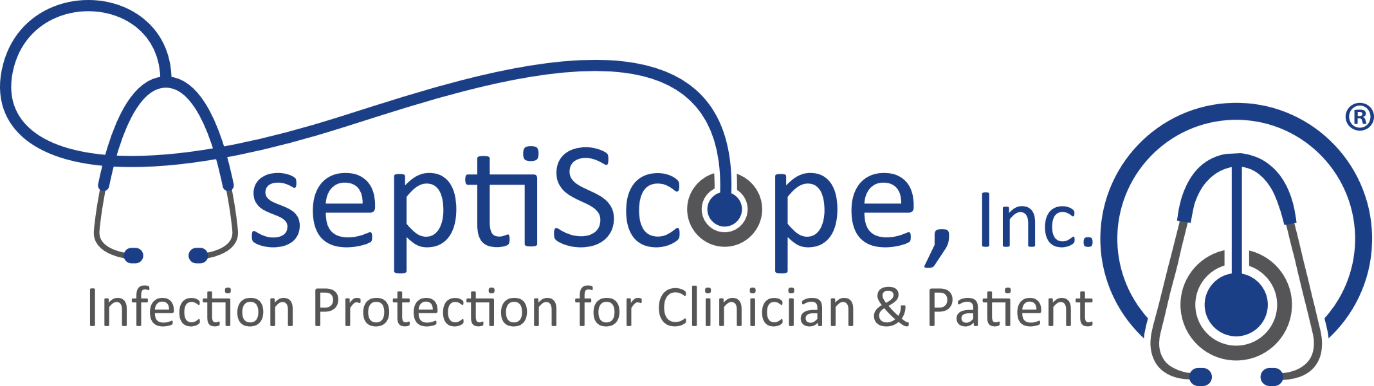 AseptiScope, Inc. ®
Infection Protection for Clinician & Patient